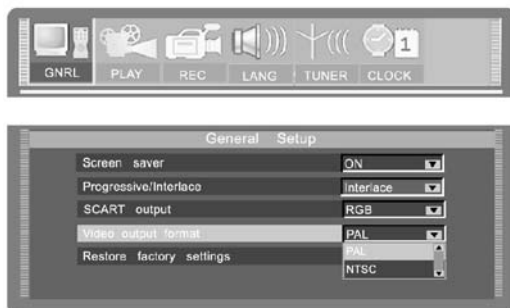 1
GNRL PLAY REC LANG TUNER CLOCK
General Setup
Screen saver ON
Progressive/Interlace Interlace
SCART output RGB
Video output format PAL
PAL
Restore factory settings
NTSC